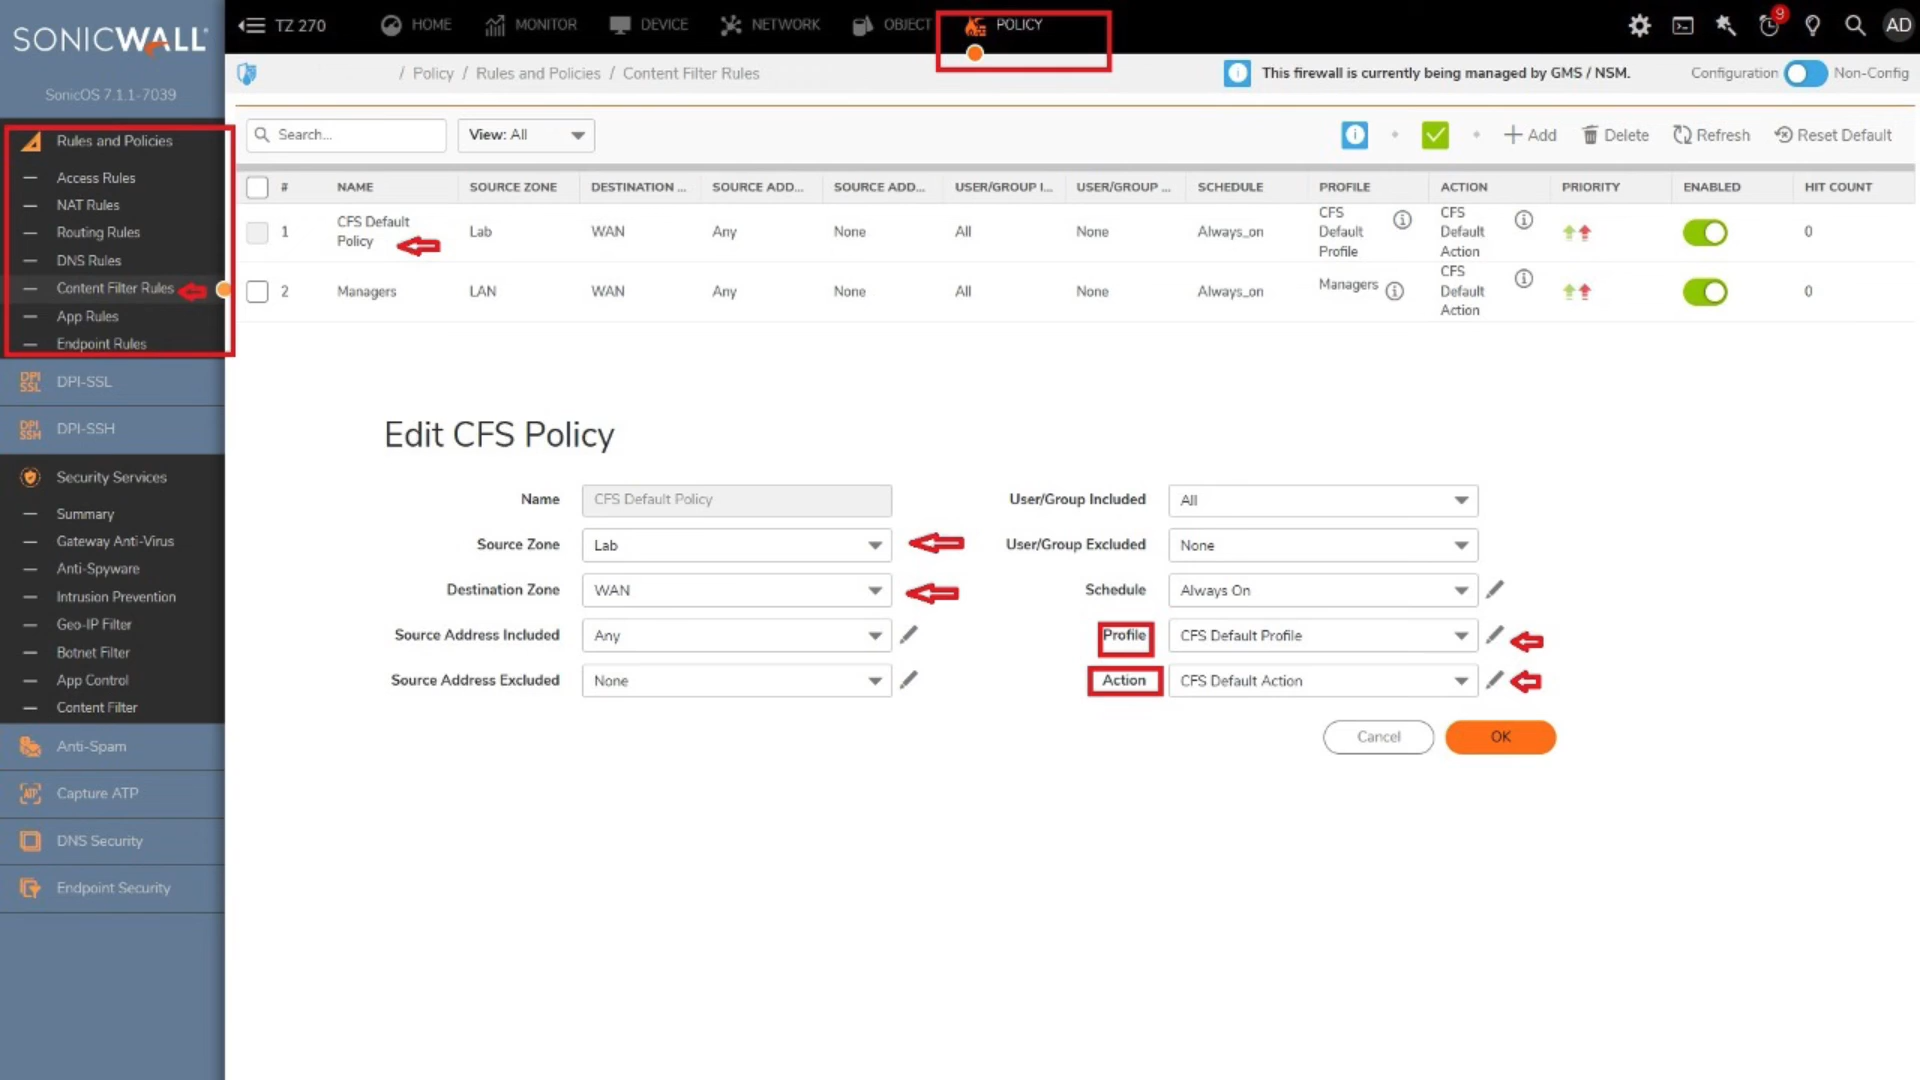 SONICWALL
SonicOS 7.1.1-7039
TZ 270
HOME
MONITOR
DEVICE
NETWORK
OBJECT
POLICY
9
AD
/ Policy / Rules and Policies / Content Filter Rules
This firewall is currently being managed by GMS / NSM.
Configuration
Non-Config
Rules and Policies
Access Rules
NAT Rules
Routing Rules
DNS Rules
Content Filter Rules
App Rules
Endpoint Rules
DPI SSL
DPI-SSL
DPI SSH
DPI-SSH
Security Services
Summary
Gateway Anti-Virus
Anti-Spyware
Intrusion Prevention
Geo-IP Filter
Botnet Filter
App Control
Content Filter
Anti-Spam
ATP
Capture ATP
DNS Security
Endpoint Security
Search...
View: All
Add
Delete
Refresh
Reset Default
# NAME SOURCE ZONE DESTINATION ... SOURCE ADD... SOURCE ADD... USER/GROUP I... USER/GROUP ... SCHEDULE PROFILE ACTION PRIORITY ENABLED HIT COUNT
1 CFS Default Policy Lab WAN Any None All None Always_on CFS Default Profile CFS Default Action 0
2 Managers LAN WAN Any None All None Always_on Managers CFS Default Action 0
Edit CFS Policy
Name CFS Default Policy
Source Zone Lab
Destination Zone WAN
Source Address Included Any
Source Address Excluded None
User/Group Included All
User/Group Excluded None
Schedule Always On
Profile CFS Default Profile
Action CFS Default Action
Cancel
OK